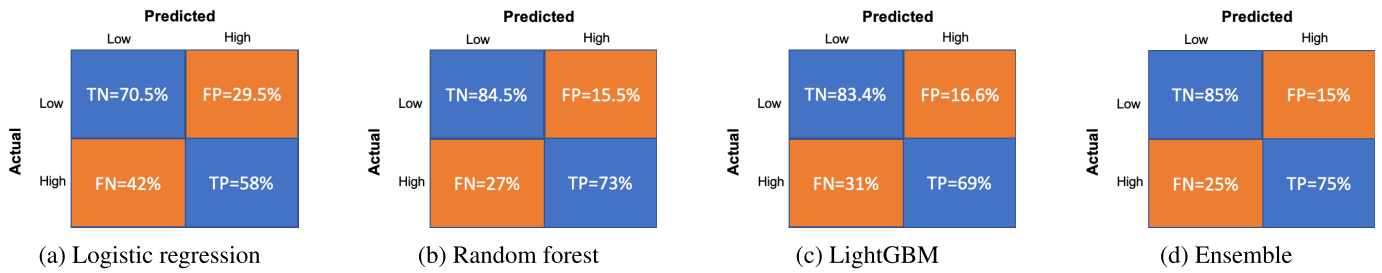 Predicted
Low High
Actual
Low TN=70.5% FP=29.5%
High FN=42% TP=58%
(a) Logistic regression
Predicted
Low High
Actual
Low TN=84.5% FP=15.5%
High FN=27% TP=73%
(b) Random forest
Predicted
Low High
Actual
Low TN=83.4% FP=16.6%
High FN=31% TP=69%
(c) LightGBM
Predicted
Low High
Actual
Low TN=85% FP=15%
High FN=25% TP=75%
(d) Ensemble